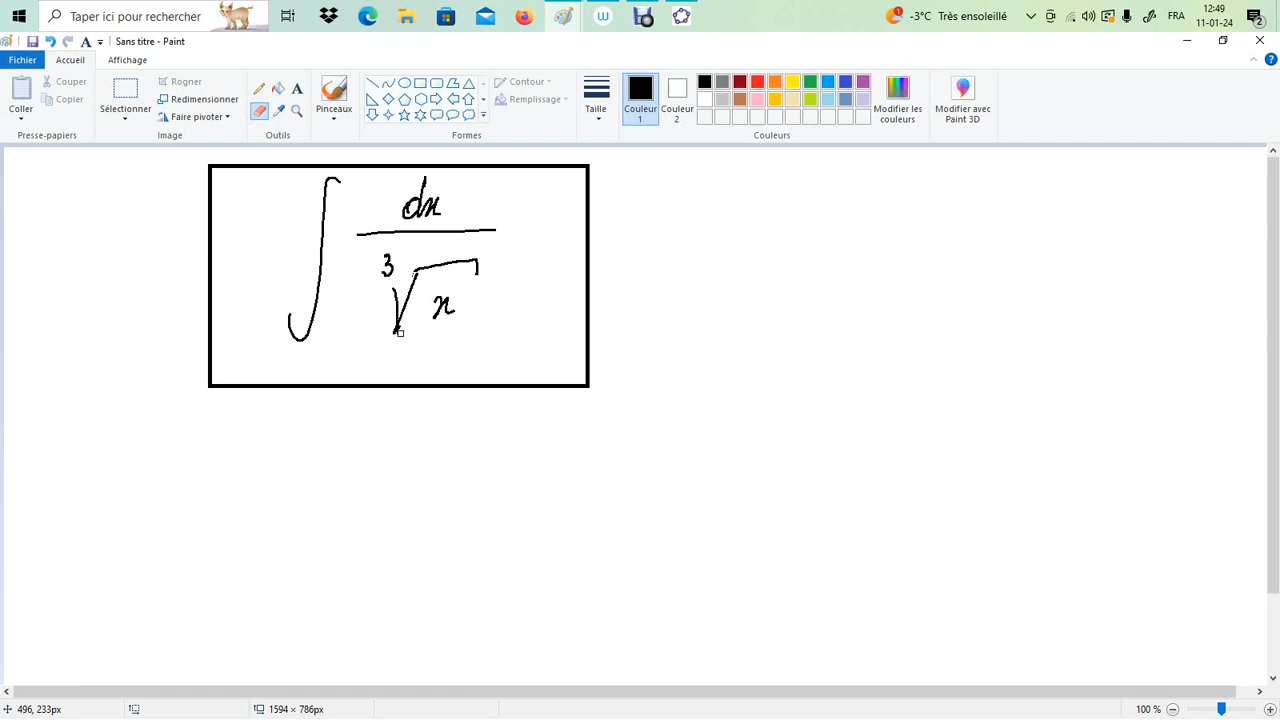 Taper ici pour rechercher
-3°C, Très ensoleillé
FRA
12:49
11-01-24
2
Sans titre - Paint
Fichier
Accueil
Affichage
Coller
Couper
Copier
Presse-papiers
Sélectionner
Rogner
Redimensionner
Faire pivoter
Image
A
Outils
Pinceaux
Contour
Remplissage
Formes
Taille
Couleur 1
Couleur 2
Modifier les couleurs
Couleurs
Modifier avec Paint 3D
∫ dx / ³√x
496, 233px
1594 × 786px
100 %